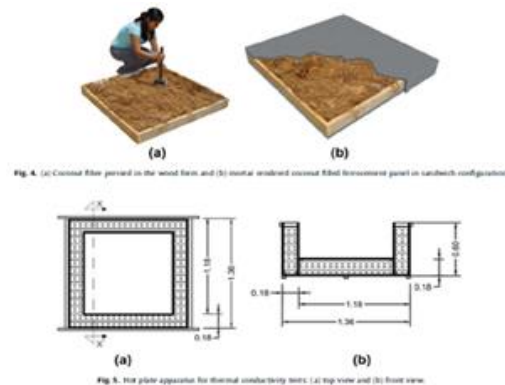 (a)
(b)
Fig. 4. (a) Coconut fiber pressed in the wood form and (b) mortar rendered coconut filled ferrocement panel in sandwich configuration
X
1.18
1.36
0.18
X
0.60
0.18
0.18
1.18
1.36
(a)
(b)
Fig. 5. Hot plate apparatus for thermal conductivity tests: (a) top view and (b) front view.